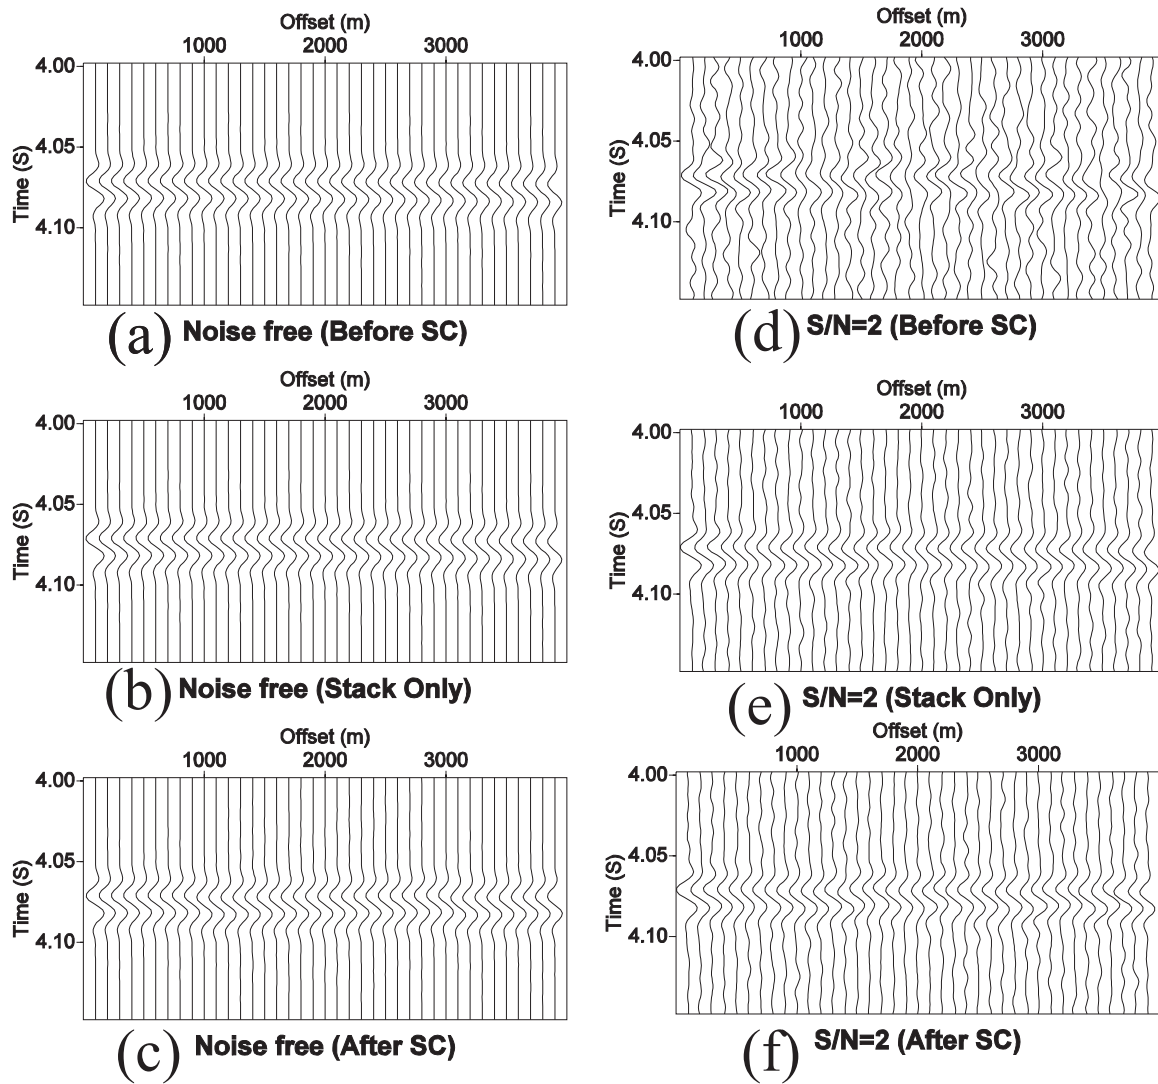 Offset (m)
1000 2000 3000
4.00
4.05
4.10
Time (S)
(a) Noise free (Before SC)
Offset (m)
1000 2000 3000
4.00
4.05
4.10
Time (S)
(b) Noise free (Stack Only)
Offset (m)
1000 2000 3000
4.00
4.05
4.10
Time (S)
(c) Noise free (After SC)
Offset (m)
1000 2000 3000
4.00
4.05
4.10
Time (S)
(d) S/N=2 (Before SC)
Offset (m)
1000 2000 3000
4.00
4.05
4.10
Time (S)
(e) S/N=2 (Stack Only)
Offset (m)
1000 2000 3000
4.00
4.05
4.10
Time (S)
(f) S/N=2 (After SC)